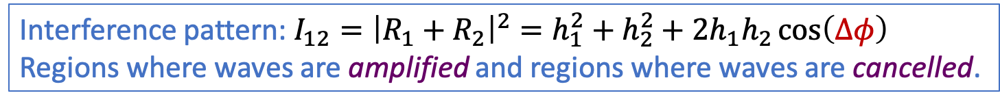 Interference pattern: I₁₂ = |R₁ + R₂|² = h₁² + h₂² + 2h₁h₂ cos(Δϕ)
Regions where waves are amplified and regions where waves are cancelled.